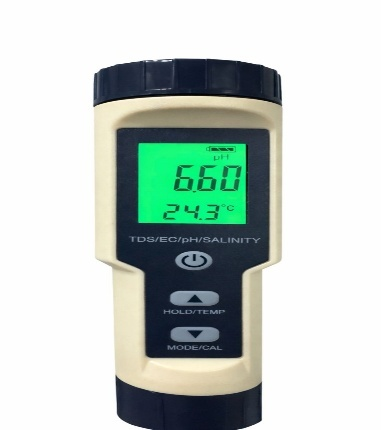 pH
6.60
24.3°C
TDS/EC/pH/SALINITY
HOLD/TEMP
MODE/CAL